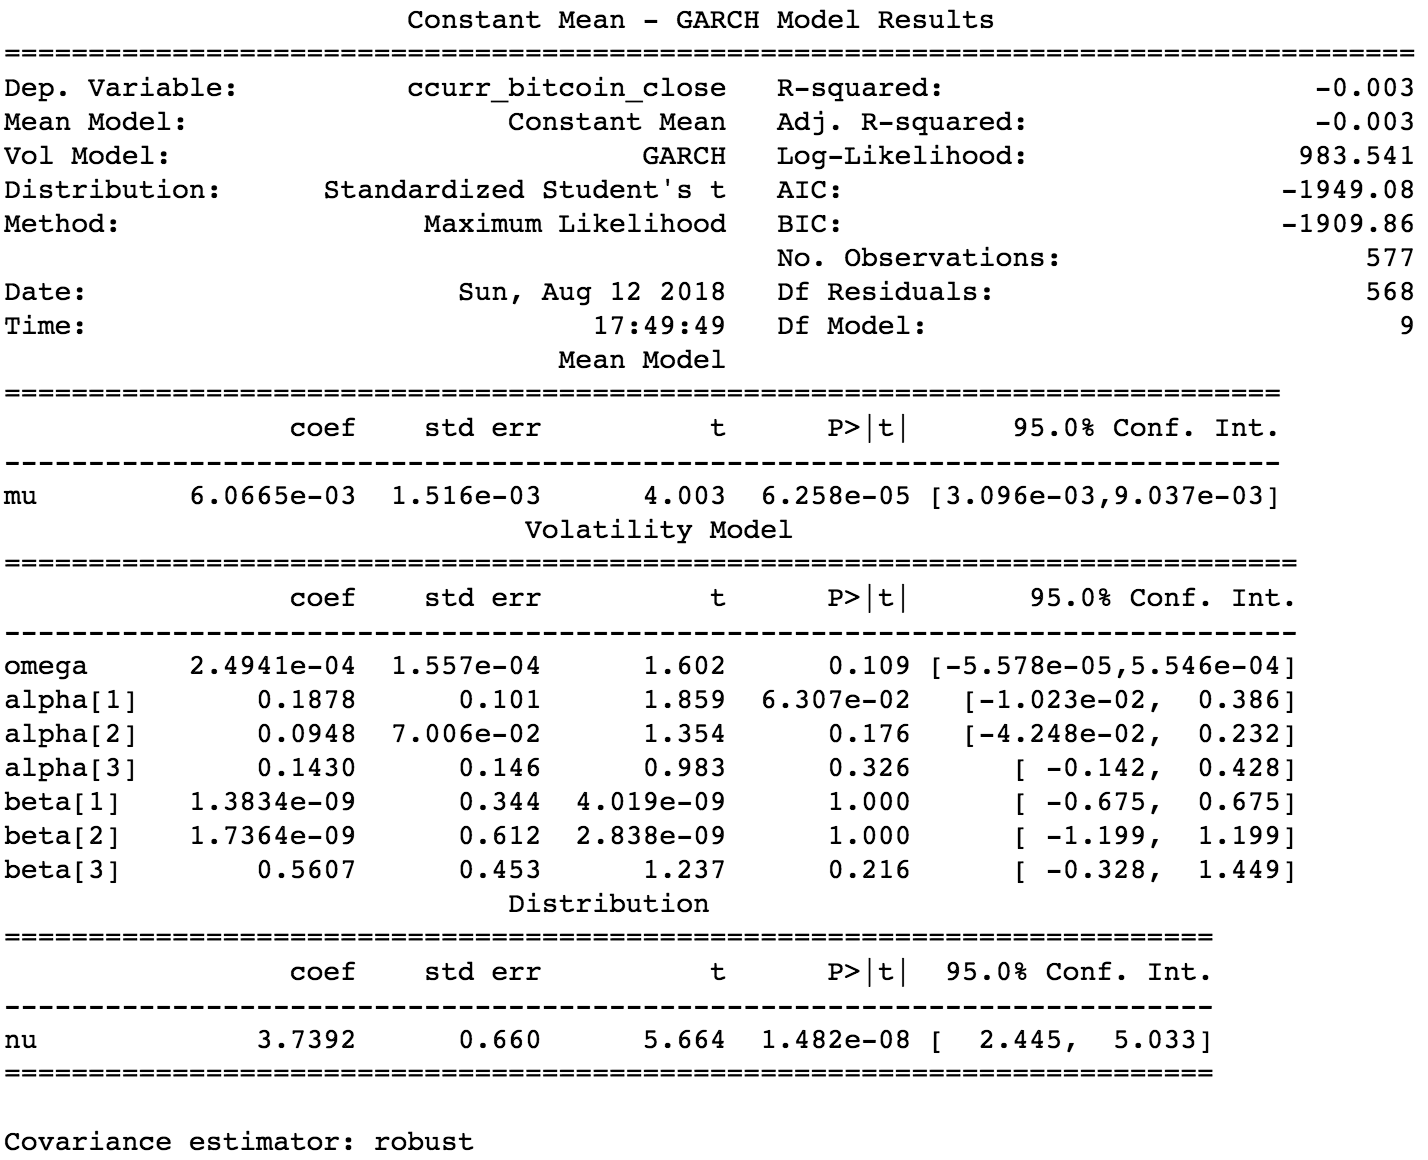 Constant Mean - GARCH Model Results
====================================================================================
Dep. Variable:          ccurr_bitcoin_close   R-squared:                      -0.003
Mean Model:                   Constant Mean   Adj. R-squared:                 -0.003
Vol Model:                            GARCH   Log-Likelihood:                983.541
Distribution:      Standardized Student's t   AIC:                          -1949.08
Method:                  Maximum Likelihood   BIC:                          -1909.86
                                              No. Observations:                  577
Date:                      Sun, Aug 12 2018   Df Residuals:                      568
Time:                              17:49:49   Df Model:                            9
                                 Mean Model
============================================================================
                 coef    std err          t      P>|t|      95.0% Conf. Int.
----------------------------------------------------------------------------
mu         6.0665e-03  1.516e-03      4.003  6.258e-05 [3.096e-03,9.037e-03]
                               Volatility Model
=============================================================================
                 coef    std err          t      P>|t|       95.0% Conf. Int.
-----------------------------------------------------------------------------
omega      2.4941e-04  1.557e-04      1.602      0.109 [-5.578e-05,5.546e-04]
alpha[1]       0.1878      0.101      1.859  6.307e-02   [-1.023e-02,  0.386]
alpha[2]       0.0948  7.006e-02      1.354      0.176   [-4.248e-02,  0.232]
alpha[3]       0.1430      0.146      0.983      0.326      [ -0.142,  0.428]
beta[1]    1.3834e-09      0.344  4.019e-09      1.000      [ -0.675,  0.675]
beta[2]    1.7364e-09      0.612  2.838e-09      1.000      [ -1.199,  1.199]
beta[3]        0.5607      0.453      1.237      0.216      [ -0.328,  1.449]
                              Distribution
========================================================================
                 coef    std err          t      P>|t|  95.0% Conf. Int.
------------------------------------------------------------------------
nu             3.7392      0.660      5.664  1.482e-08 [  2.445,  5.033]
========================================================================
Covariance estimator: robust